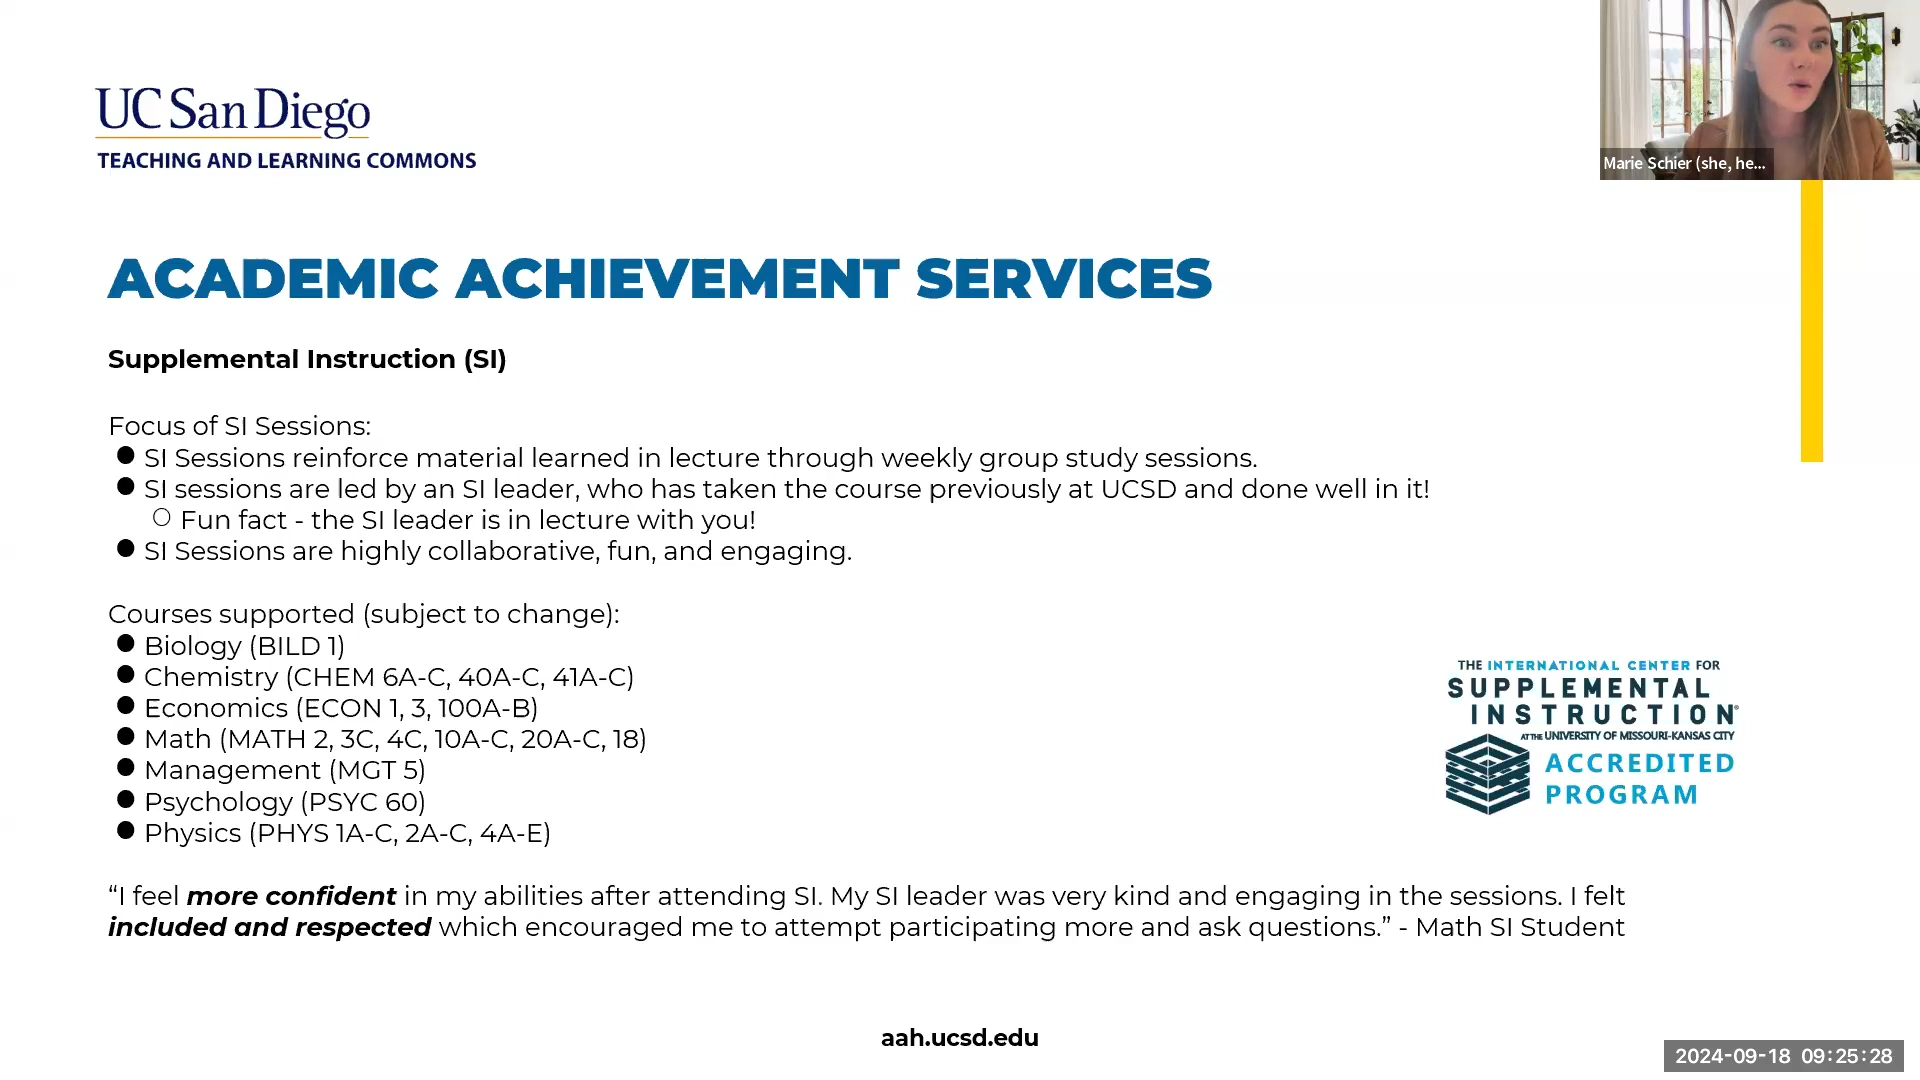 UC San Diego
TEACHING AND LEARNING COMMONS
Marie Schier (she, he...
ACADEMIC ACHIEVEMENT SERVICES
Supplemental Instruction (SI)
Focus of SI Sessions:
● SI Sessions reinforce material learned in lecture through weekly group study sessions.
● SI sessions are led by an SI leader, who has taken the course previously at UCSD and done well in it!
○ Fun fact - the SI leader is in lecture with you!
● SI Sessions are highly collaborative, fun, and engaging.
Courses supported (subject to change):
● Biology (BILD 1)
● Chemistry (CHEM 6A-C, 40A-C, 41A-C)
● Economics (ECON 1, 3, 100A-B)
● Math (MATH 2, 3C, 4C, 10A-C, 20A-C, 18)
● Management (MGT 5)
● Psychology (PSYC 60)
● Physics (PHYS 1A-C, 2A-C, 4A-E)
THE INTERNATIONAL CENTER FOR
SUPPLEMENTAL
INSTRUCTION®
AT THE UNIVERSITY OF MISSOURI-KANSAS CITY
ACCREDITED
PROGRAM
“I feel more confident in my abilities after attending SI. My SI leader was very kind and engaging in the sessions. I felt
included and respected which encouraged me to attempt participating more and ask questions.” - Math SI Student
aah.ucsd.edu
2024-09-18 09:25:28